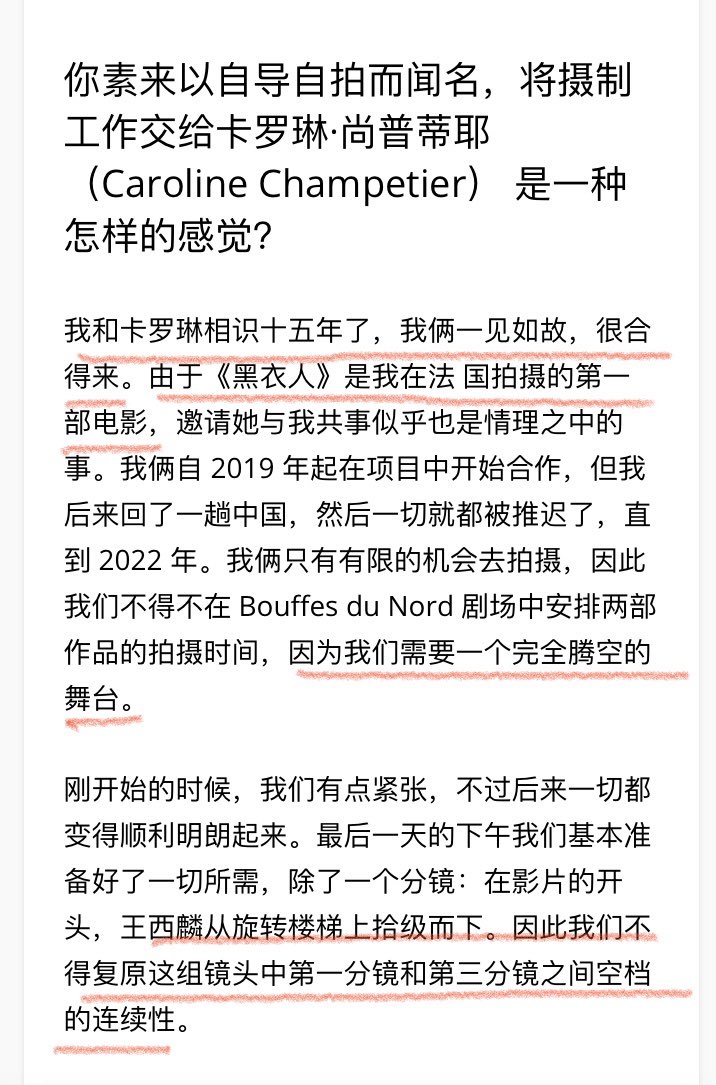 你素来以自导自拍而闻名，将摄制
工作交给卡罗琳·尚普蒂耶
（Caroline Champetier） 是一种
怎样的感觉？
我和卡罗琳相识十五年了，我俩一见如故，很合
得来。由于《黑衣人》是我在法 国拍摄的第一
部电影，邀请她与我共事似乎也是情理之中的
事。我俩自 2019 年起在项目中开始合作，但我
后来回了一趟中国，然后一切就都被推迟了，直
到 2022 年。我俩只有有限的机会去拍摄，因此
我们不得不在 Bouffes du Nord 剧场中安排两部
作品的拍摄时间，因为我们需要一个完全腾空的
舞台。
刚开始的时候，我们有点紧张，不过后来一切都
变得顺利明朗起来。最后一天的下午我们基本准
备好了一切所需，除了一个分镜：在影片的开
头，王西麟从旋转楼梯上拾级而下。因此我们不
得复原这组镜头中第一分镜和第三分镜之间空档
的连续性。